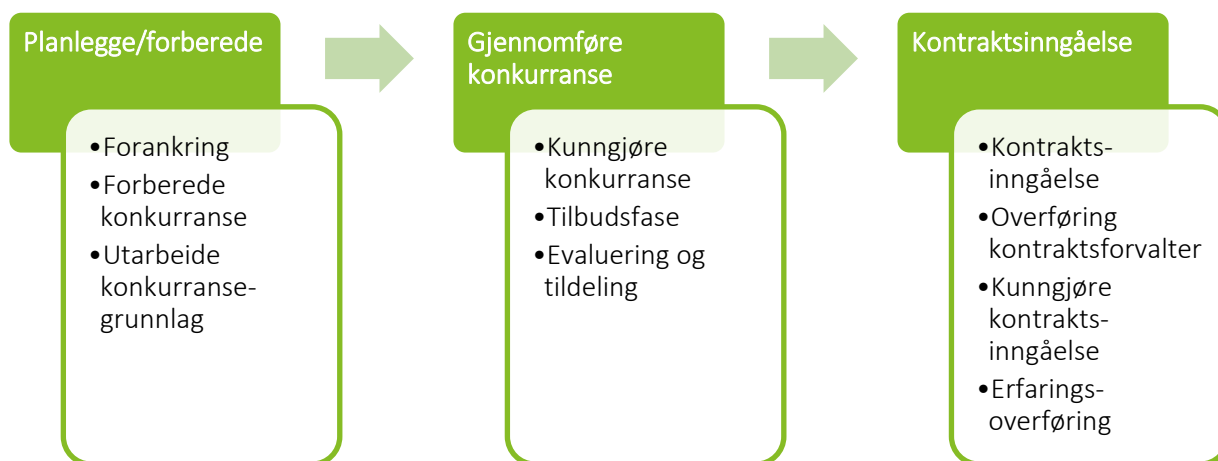 Planlegge/forberede
•Forankring
•Forberede
konkurranse
•Utarbeide
konkurranse-
grunnlag
Gjennomføre
konkurranse
•Kunngjøre
konkurranse
•Tilbudsfase
•Evaluering og
tildeling
Kontraktsinngåelse
•Kontrakts-
inngåelse
•Overføring
kontraktsforvalter
•Kunngjøre
kontrakts-
inngåelse
•Erfarings-
overføring